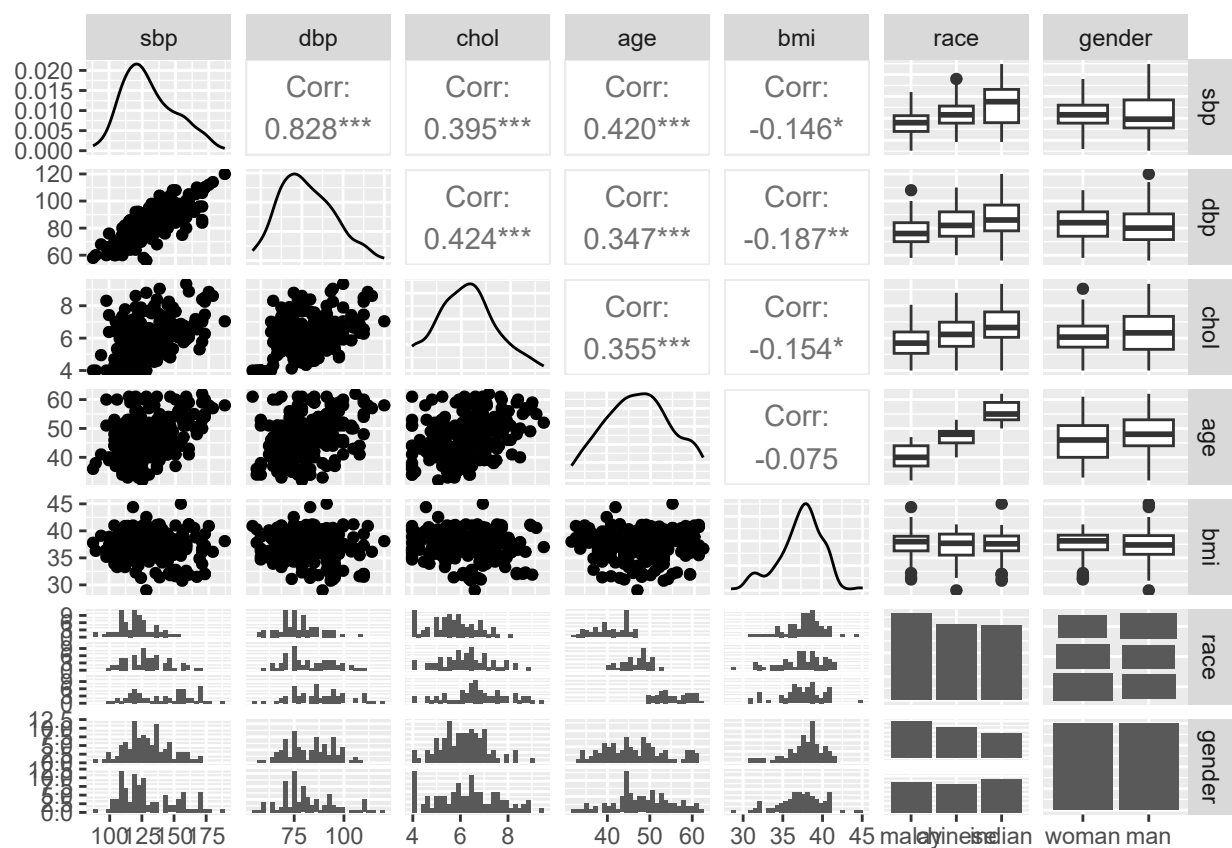 sbp dbp chol age bmi race gender
0.020
0.015
0.010
0.005
0.000
Corr:
0.828***
Corr:
0.395***
Corr:
0.420***
Corr:
-0.146*
sbp
120
100
80
60
Corr:
0.424***
Corr:
0.347***
Corr:
-0.187**
dbp
8
6
4
Corr:
0.355***
Corr:
-0.154*
chol
60
50
40
Corr:
-0.075
age
45
40
35
30
bmi
race
12.5
gender
100 125 150 175 75 100 4 6 8 40 50 60 30 35 40 45 malay chinese indian woman man